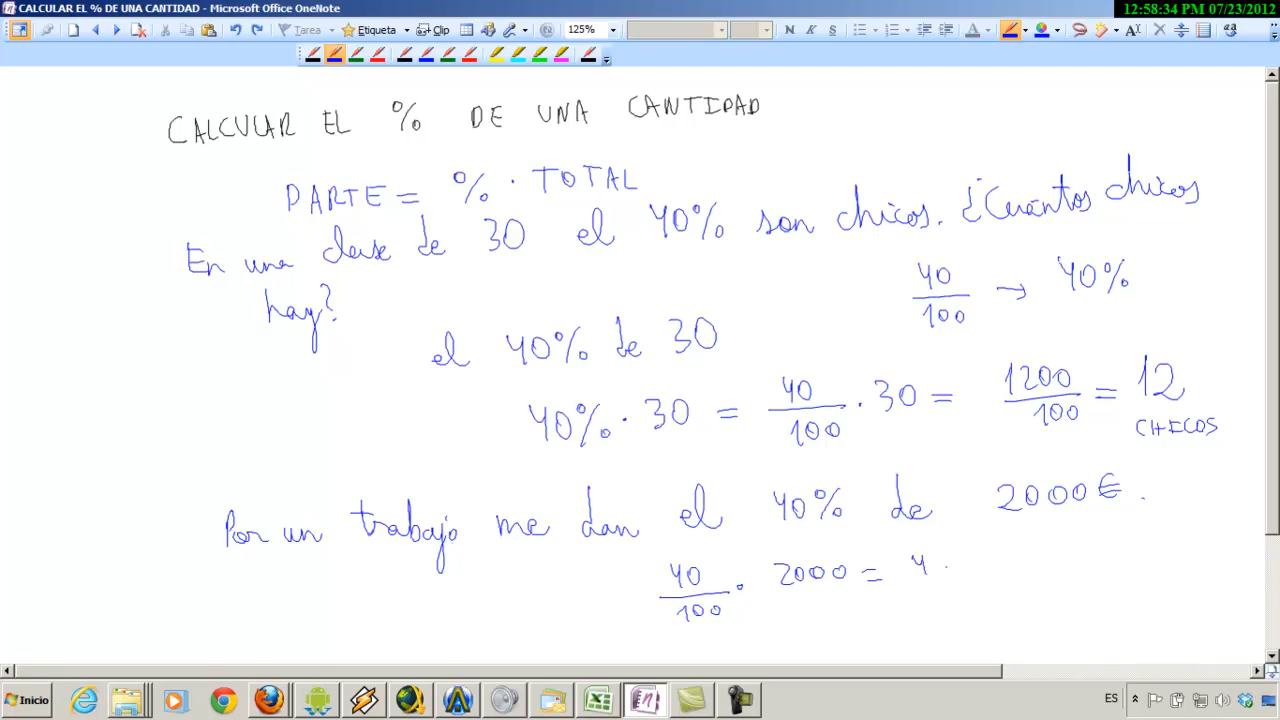 CALCULAR EL % DE UNA CANTIDAD - Microsoft Office OneNote
12:58:34 PM 07/23/2012
Tarea Etiqueta Clip 125% N K S
CALCULAR EL % DE UNA CANTIDAD
PARTE = % · TOTAL
En una clase de 30 el 40% son chicos. ¿Cuántos chicos
hay?
40/100 → 40%
el 40% de 30
40% · 30 = 40/100 · 30 = 1200/100 = 12
CHICOS
Por un trabajo me dan el 40% de 2000€.
40/100 · 2000 = 4
Inicio
ES